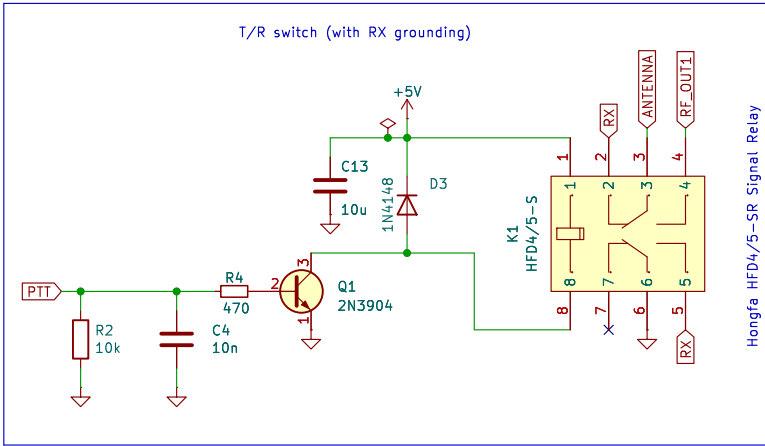 T/R switch (with RX grounding)
+5V
C13
10u
1N4148
D3
RX
ANTENNA
RF_OUT1
1
2
3
4
1
2
3
4
K1
HFD4/5-S
8
7
6
5
8
7
6
5
RX
Hongfa HFD4/5-SR Signal Relay
PTT
R4
470
2
3
1
Q1
2N3904
R2
10k
C4
10n